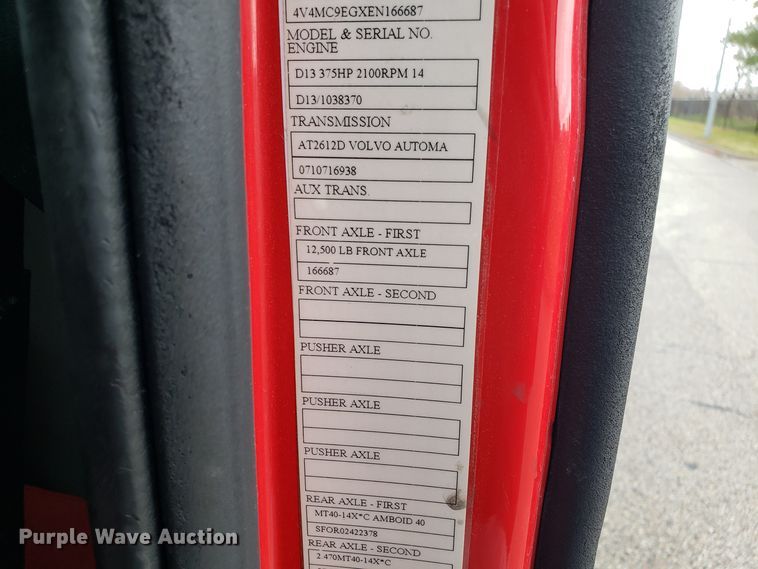 4V4MC9EGXEN166687
MODEL & SERIAL NO.
ENGINE
D13 375HP 2100RPM 14
D13/1038370
TRANSMISSION
AT2612D VOLVO AUTOMA
0710716938
AUX TRANS.
FRONT AXLE - FIRST
12,500 LB FRONT AXLE
166687
FRONT AXLE - SECOND
PUSHER AXLE
PUSHER AXLE
PUSHER AXLE
REAR AXLE - FIRST
MT40-14X*C AMBOID 40
SFOR02422378
REAR AXLE - SECOND
2.470MT40-14X*C
Purple Wave Auction